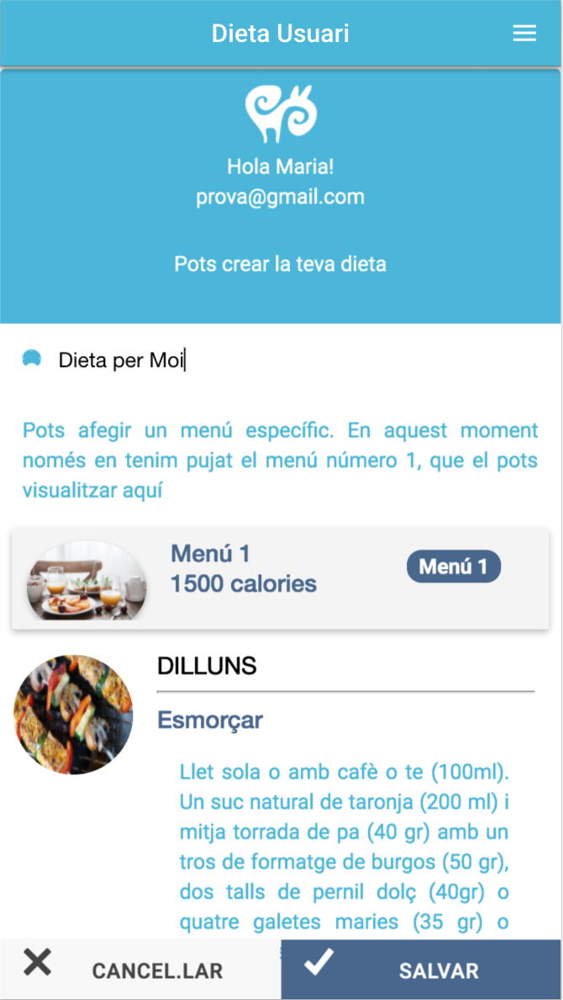 Dieta Usuari
Hola Maria!
prova@gmail.com
Pots crear la teva dieta
Dieta per Moi
Pots afegir un menú específic. En aquest moment
només en tenim pujat el menú número 1, que el pots
visualitzar aquí
Menú 1
1500 calories
Menú 1
DILLUNS
Esmorçar
Llet sola o amb cafè o te (100ml).
Un suc natural de taronja (200 ml) i
mitja torrada de pa (40 gr) amb un
tros de formatge de burgos (50 gr),
dos talls de pernil dolç (40gr) o
quatre galetes maries (35 gr) o
CANCEL.LAR
SALVAR